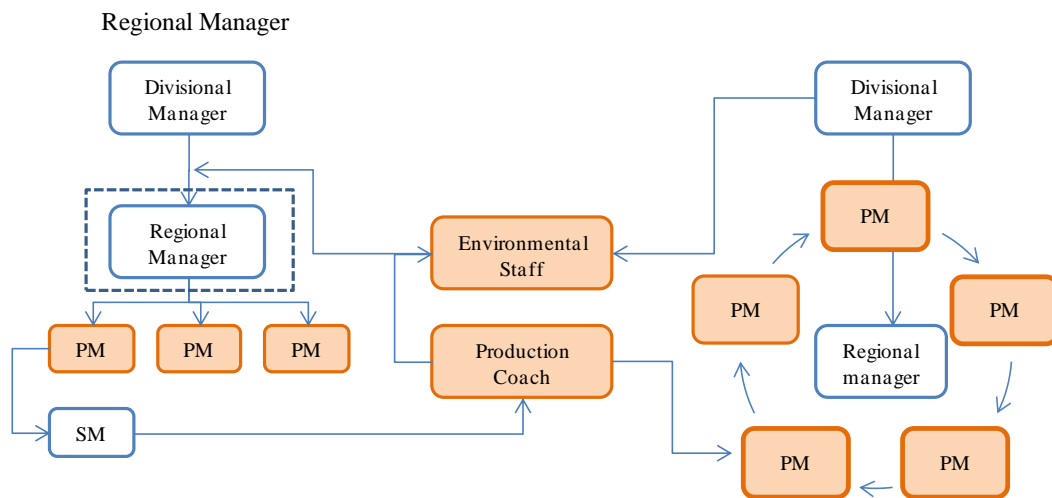 Regional Manager
Divisional
Manager
Divisional
Manager
PM
Regional
Manager
Environmental
Staff
PM
PM
PM
PM
PM
Production
Coach
Regional
manager
SM
PM
PM